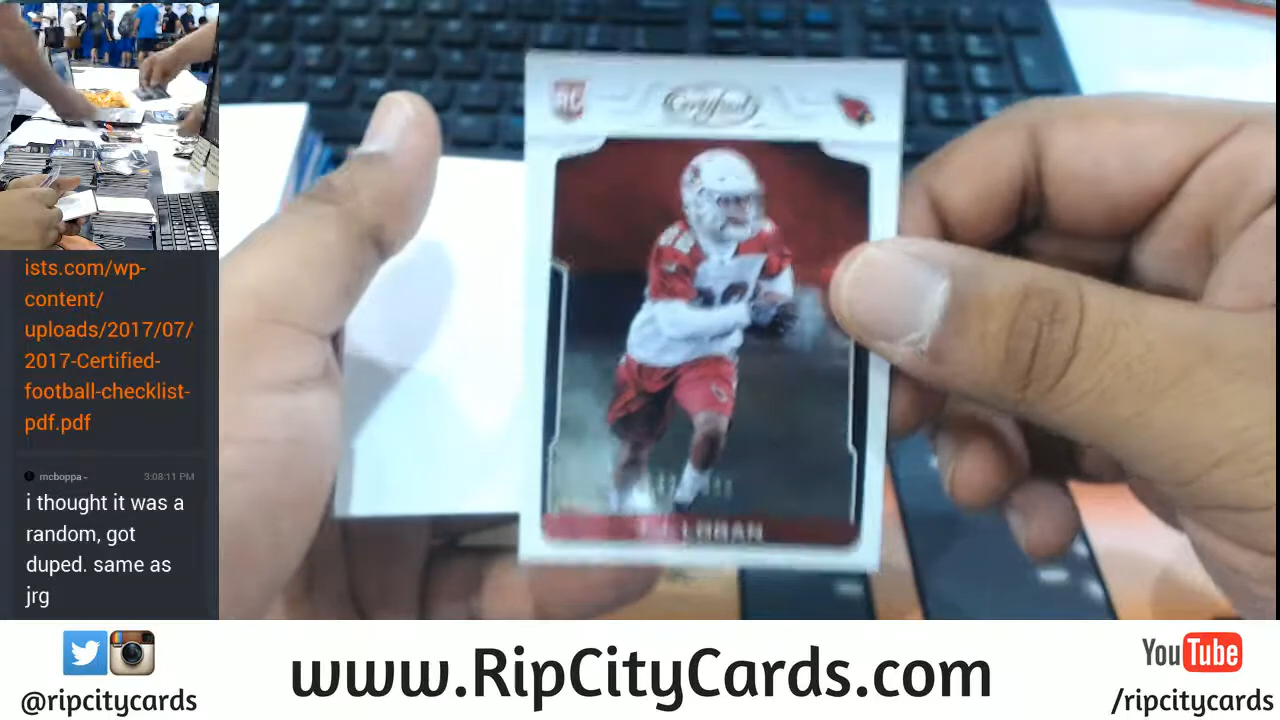 ists.com/wp-
content/
uploads/2017/07/
2017-Certified-
football-checklist-
pdf.pdf
mcboppa- 3:08:11 PM
i thought it was a
random, got
duped. same as
jrg
RC
Certified
T.J. LOGAN
@ripcitycards
www.RipCityCards.com
YouTube
/ripcitycards